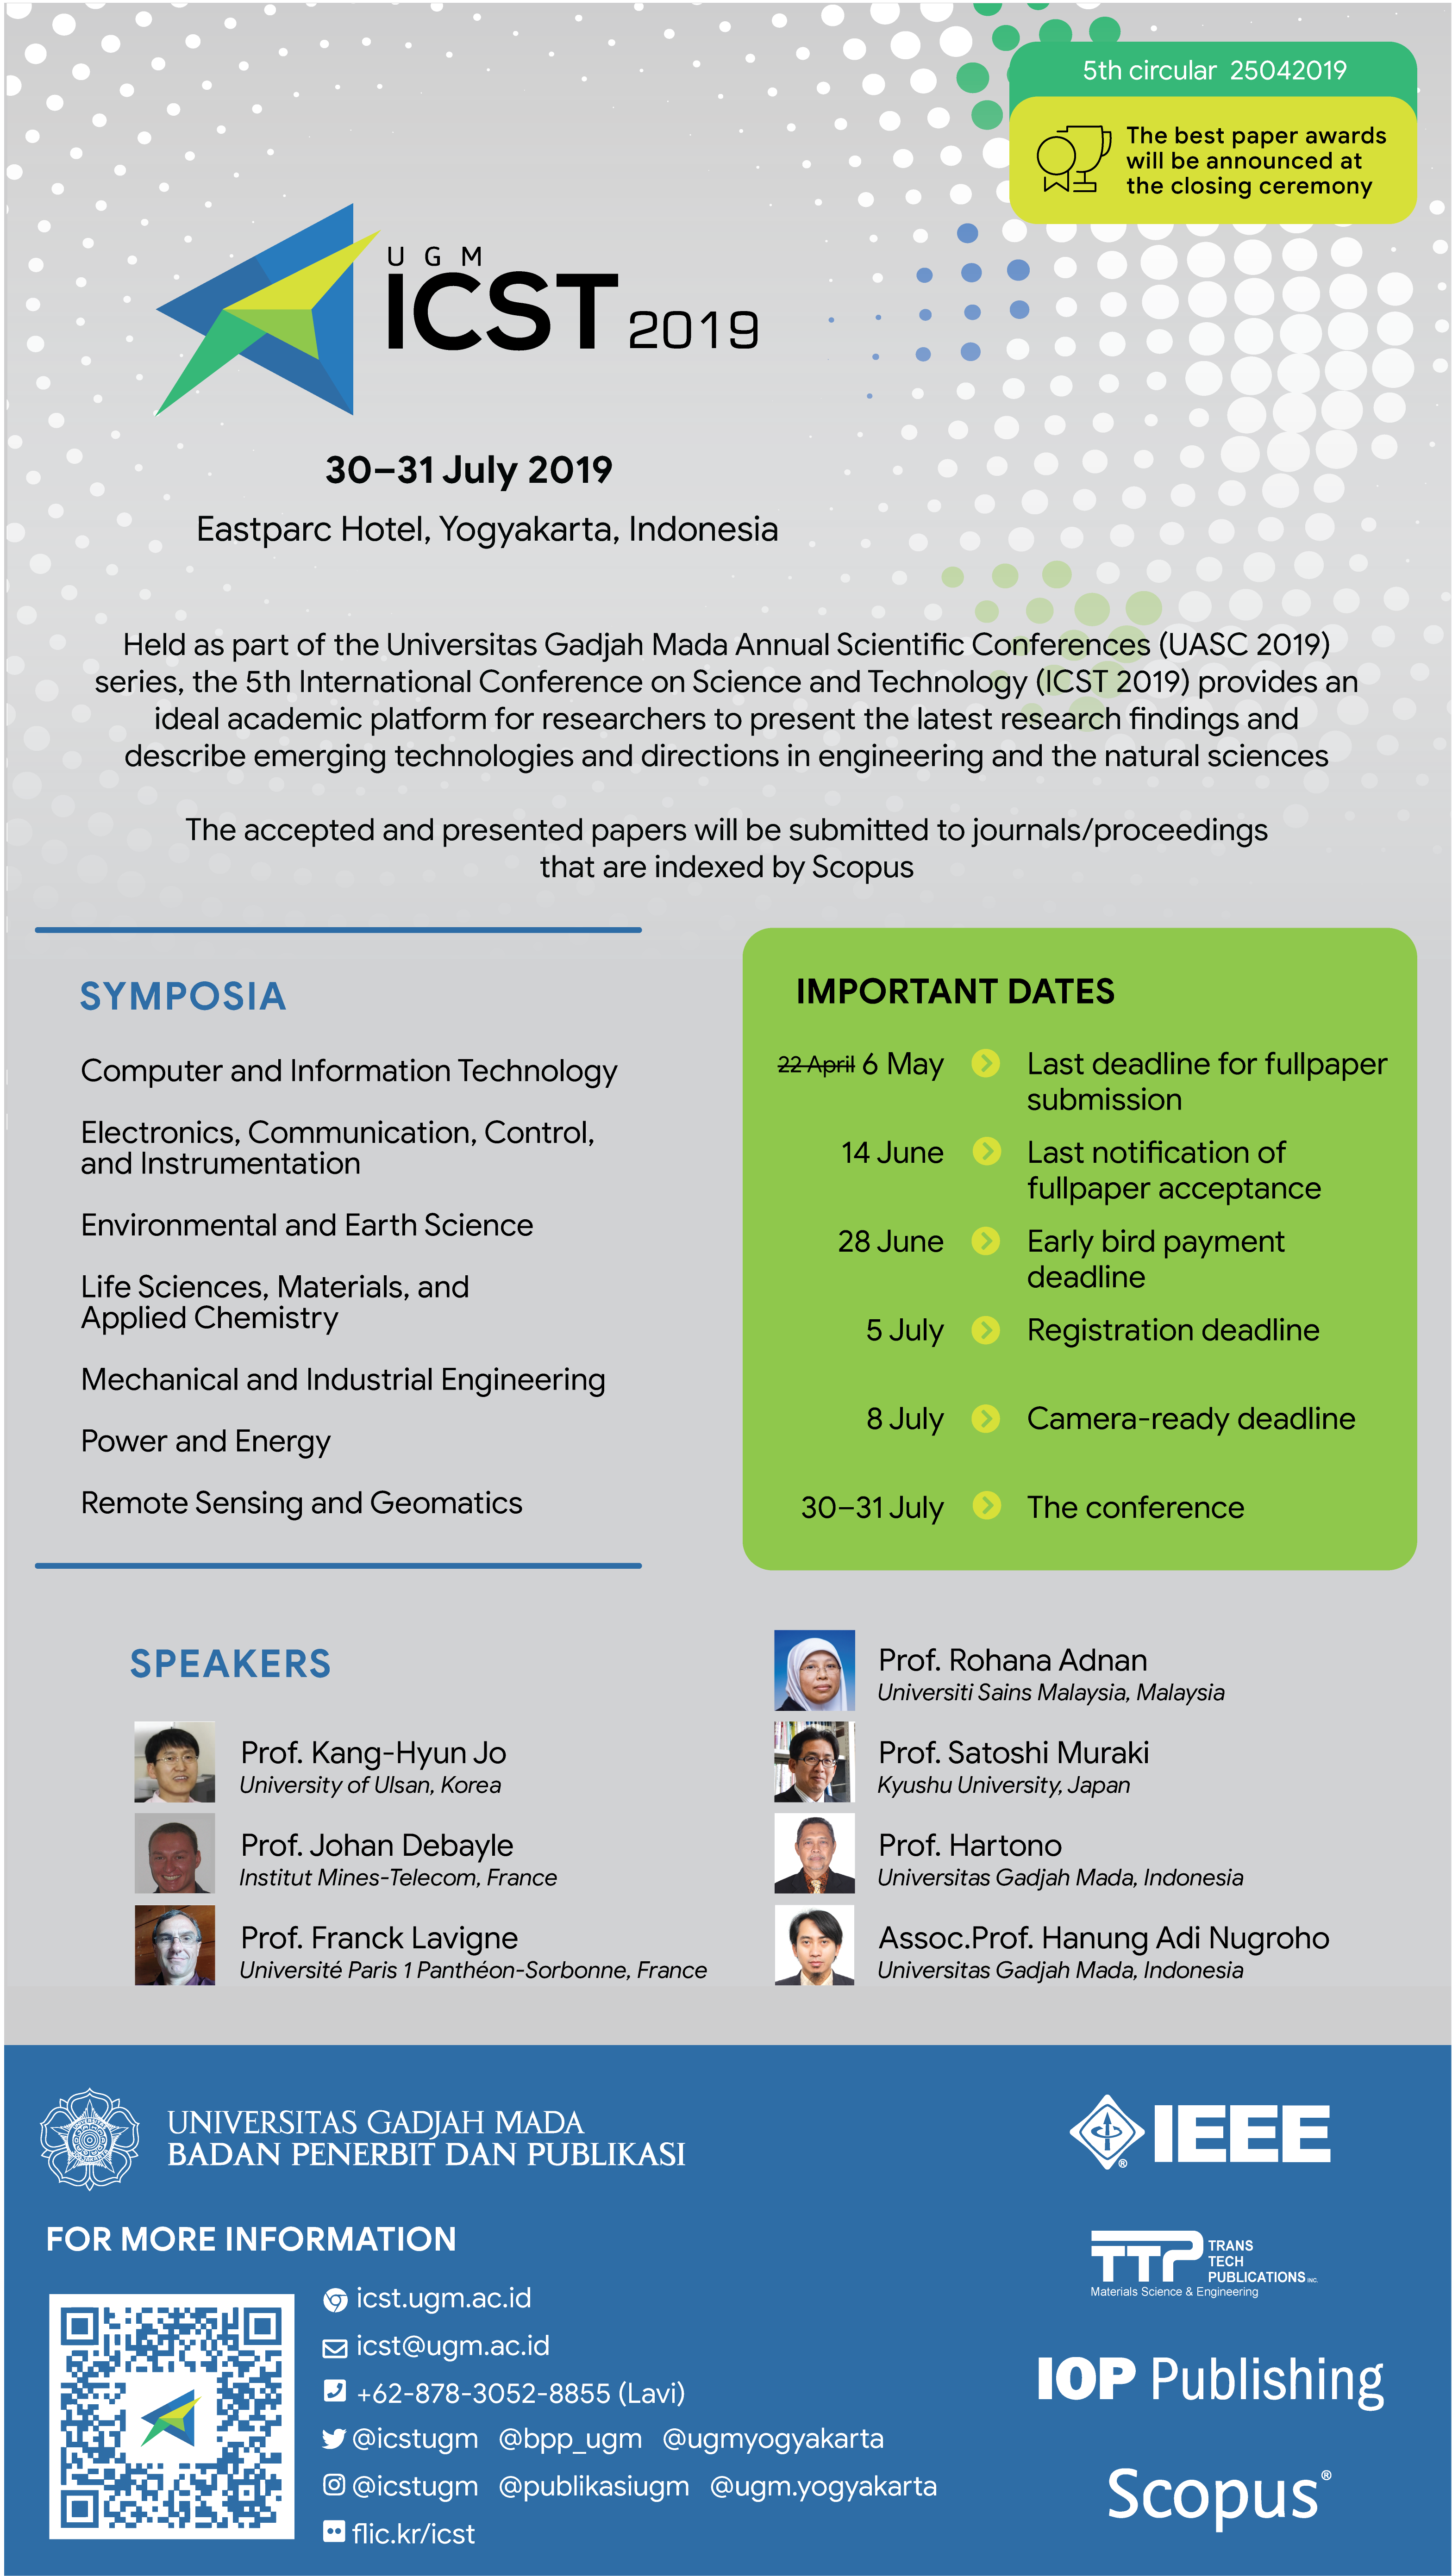 5th circular 25042019
The best paper awards
will be announced at
the closing ceremony
UGM
ICST 2019
30–31 July 2019
Eastparc Hotel, Yogyakarta, Indonesia
Held as part of the Universitas Gadjah Mada Annual Scientific Conferences (UASC 2019)
series, the 5th International Conference on Science and Technology (ICST 2019) provides an
ideal academic platform for researchers to present the latest research findings and
describe emerging technologies and directions in engineering and the natural sciences
The accepted and presented papers will be submitted to journals/proceedings
that are indexed by Scopus
SYMPOSIA
Computer and Information Technology
Electronics, Communication, Control,
and Instrumentation
Environmental and Earth Science
Life Sciences, Materials, and
Applied Chemistry
Mechanical and Industrial Engineering
Power and Energy
Remote Sensing and Geomatics
IMPORTANT DATES
22 April 6 May Last deadline for fullpaper
submission
14 June Last notification of
fullpaper acceptance
28 June Early bird payment
deadline
5 July Registration deadline
8 July Camera-ready deadline
30–31 July The conference
SPEAKERS
Prof. Kang-Hyun Jo
University of Ulsan, Korea
Prof. Johan Debayle
Institut Mines-Telecom, France
Prof. Franck Lavigne
Université Paris 1 Panthéon-Sorbonne, France
Prof. Rohana Adnan
Universiti Sains Malaysia, Malaysia
Prof. Satoshi Muraki
Kyushu University, Japan
Prof. Hartono
Universitas Gadjah Mada, Indonesia
Assoc.Prof. Hanung Adi Nugroho
Universitas Gadjah Mada, Indonesia
UNIVERSITAS GADJAH MADA
BADAN PENERBIT DAN PUBLIKASI
FOR MORE INFORMATION
icst.ugm.ac.id
icst@ugm.ac.id
+62-878-3052-8855 (Lavi)
@icstugm @bpp_ugm @ugmyogyakarta
@icstugm @publikasiugm @ugm.yogyakarta
flic.kr/icst
IEEE®
TTP TRANS
TECH
PUBLICATIONS INC.
Materials Science & Engineering
IOP Publishing
Scopus®